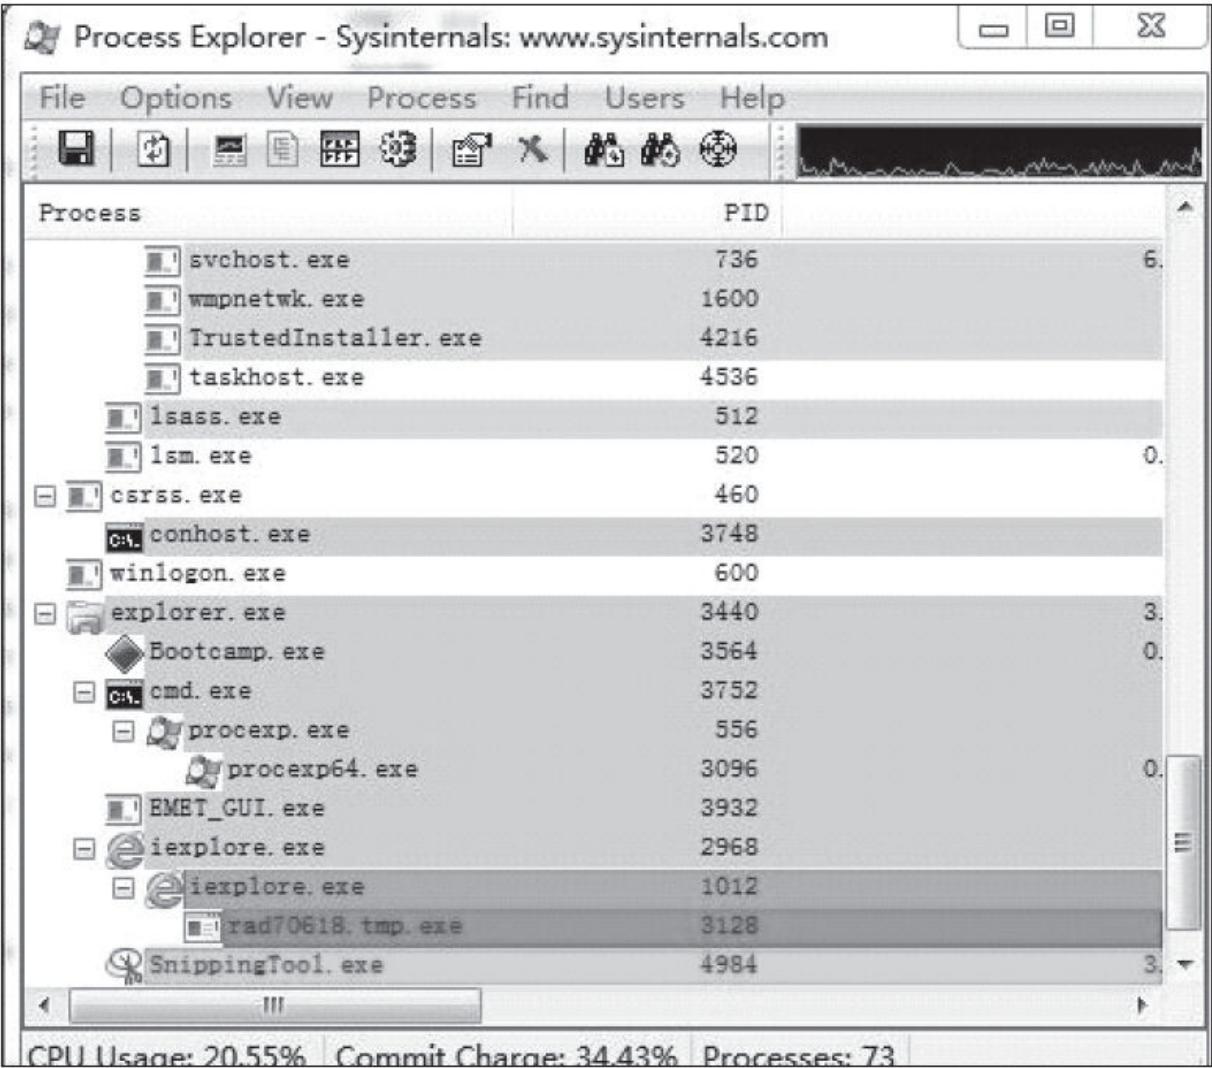 Process Explorer - Sysinternals: www.sysinternals.com
File Options View Process Find Users Help
Process PID
svchost.exe 736 6.
wmpnetwk.exe 1600
TrustedInstaller.exe 4216
taskhost.exe 4536
lsass.exe 512
lsm.exe 520 0.
csrss.exe 460
conhost.exe 3748
winlogon.exe 600
explorer.exe 3440 3.
Bootcamp.exe 3564 0.
cmd.exe 3752
procexp.exe 556
procexp64.exe 3096 0.
EMET_GUI.exe 3932
iexplore.exe 2968
iexplore.exe 1012
rad70618.tmp.exe 3128
SnippingTool.exe 4984 3.
CPU Usage: 20.55% Commit Charge: 34.43% Processes: 73